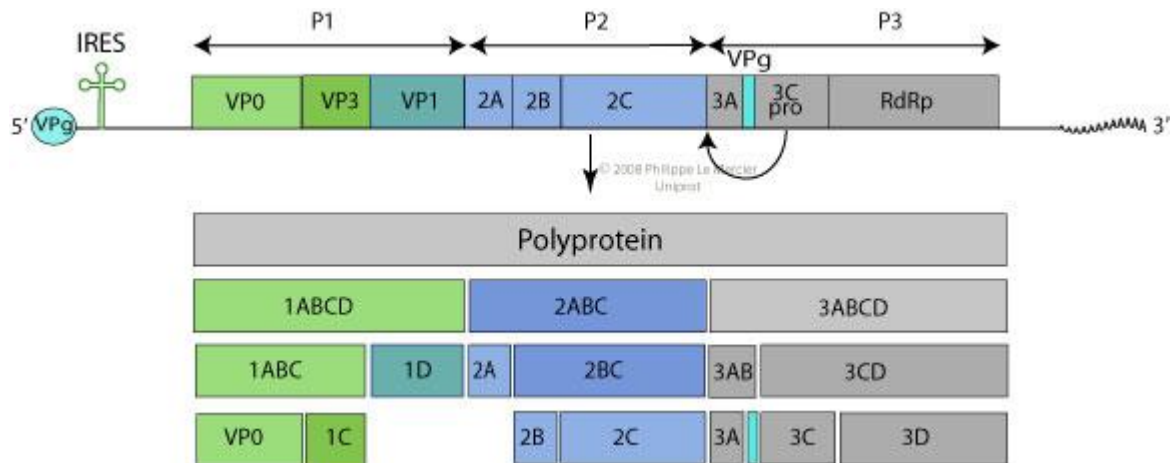 P1 P2 P3
IRES
VPg
VP0 VP3 VP1 2A 2B 2C 3A 3C pro RdRp
5' VPg 3'
© 2008 Philippe Le Mercier
Uniprot
Polyprotein
1ABCD 2ABC 3ABCD
1ABC 1D 2A 2BC 3AB 3CD
VP0 1C 2B 2C 3A 3C 3D